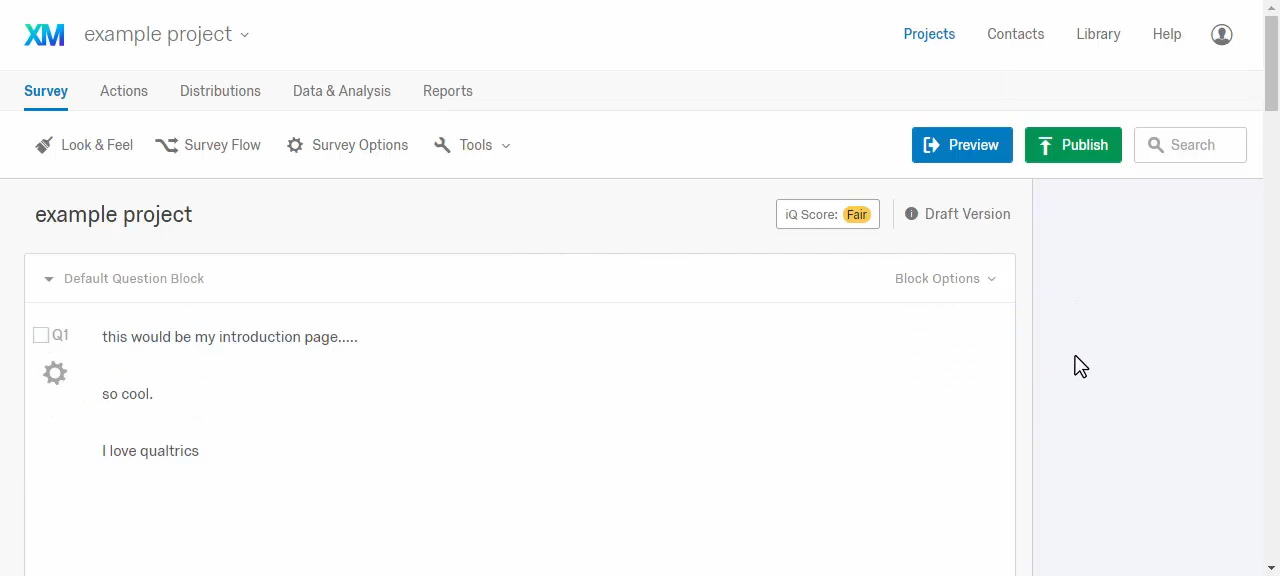 XM example project Projects Contacts Library Help
Survey Actions Distributions Data & Analysis Reports
Look & Feel Survey Flow Survey Options Tools Preview Publish Search
example project iQ Score: Fair Draft Version
Default Question Block Block Options
Q1 this would be my introduction page.....
so cool.
I love qualtrics